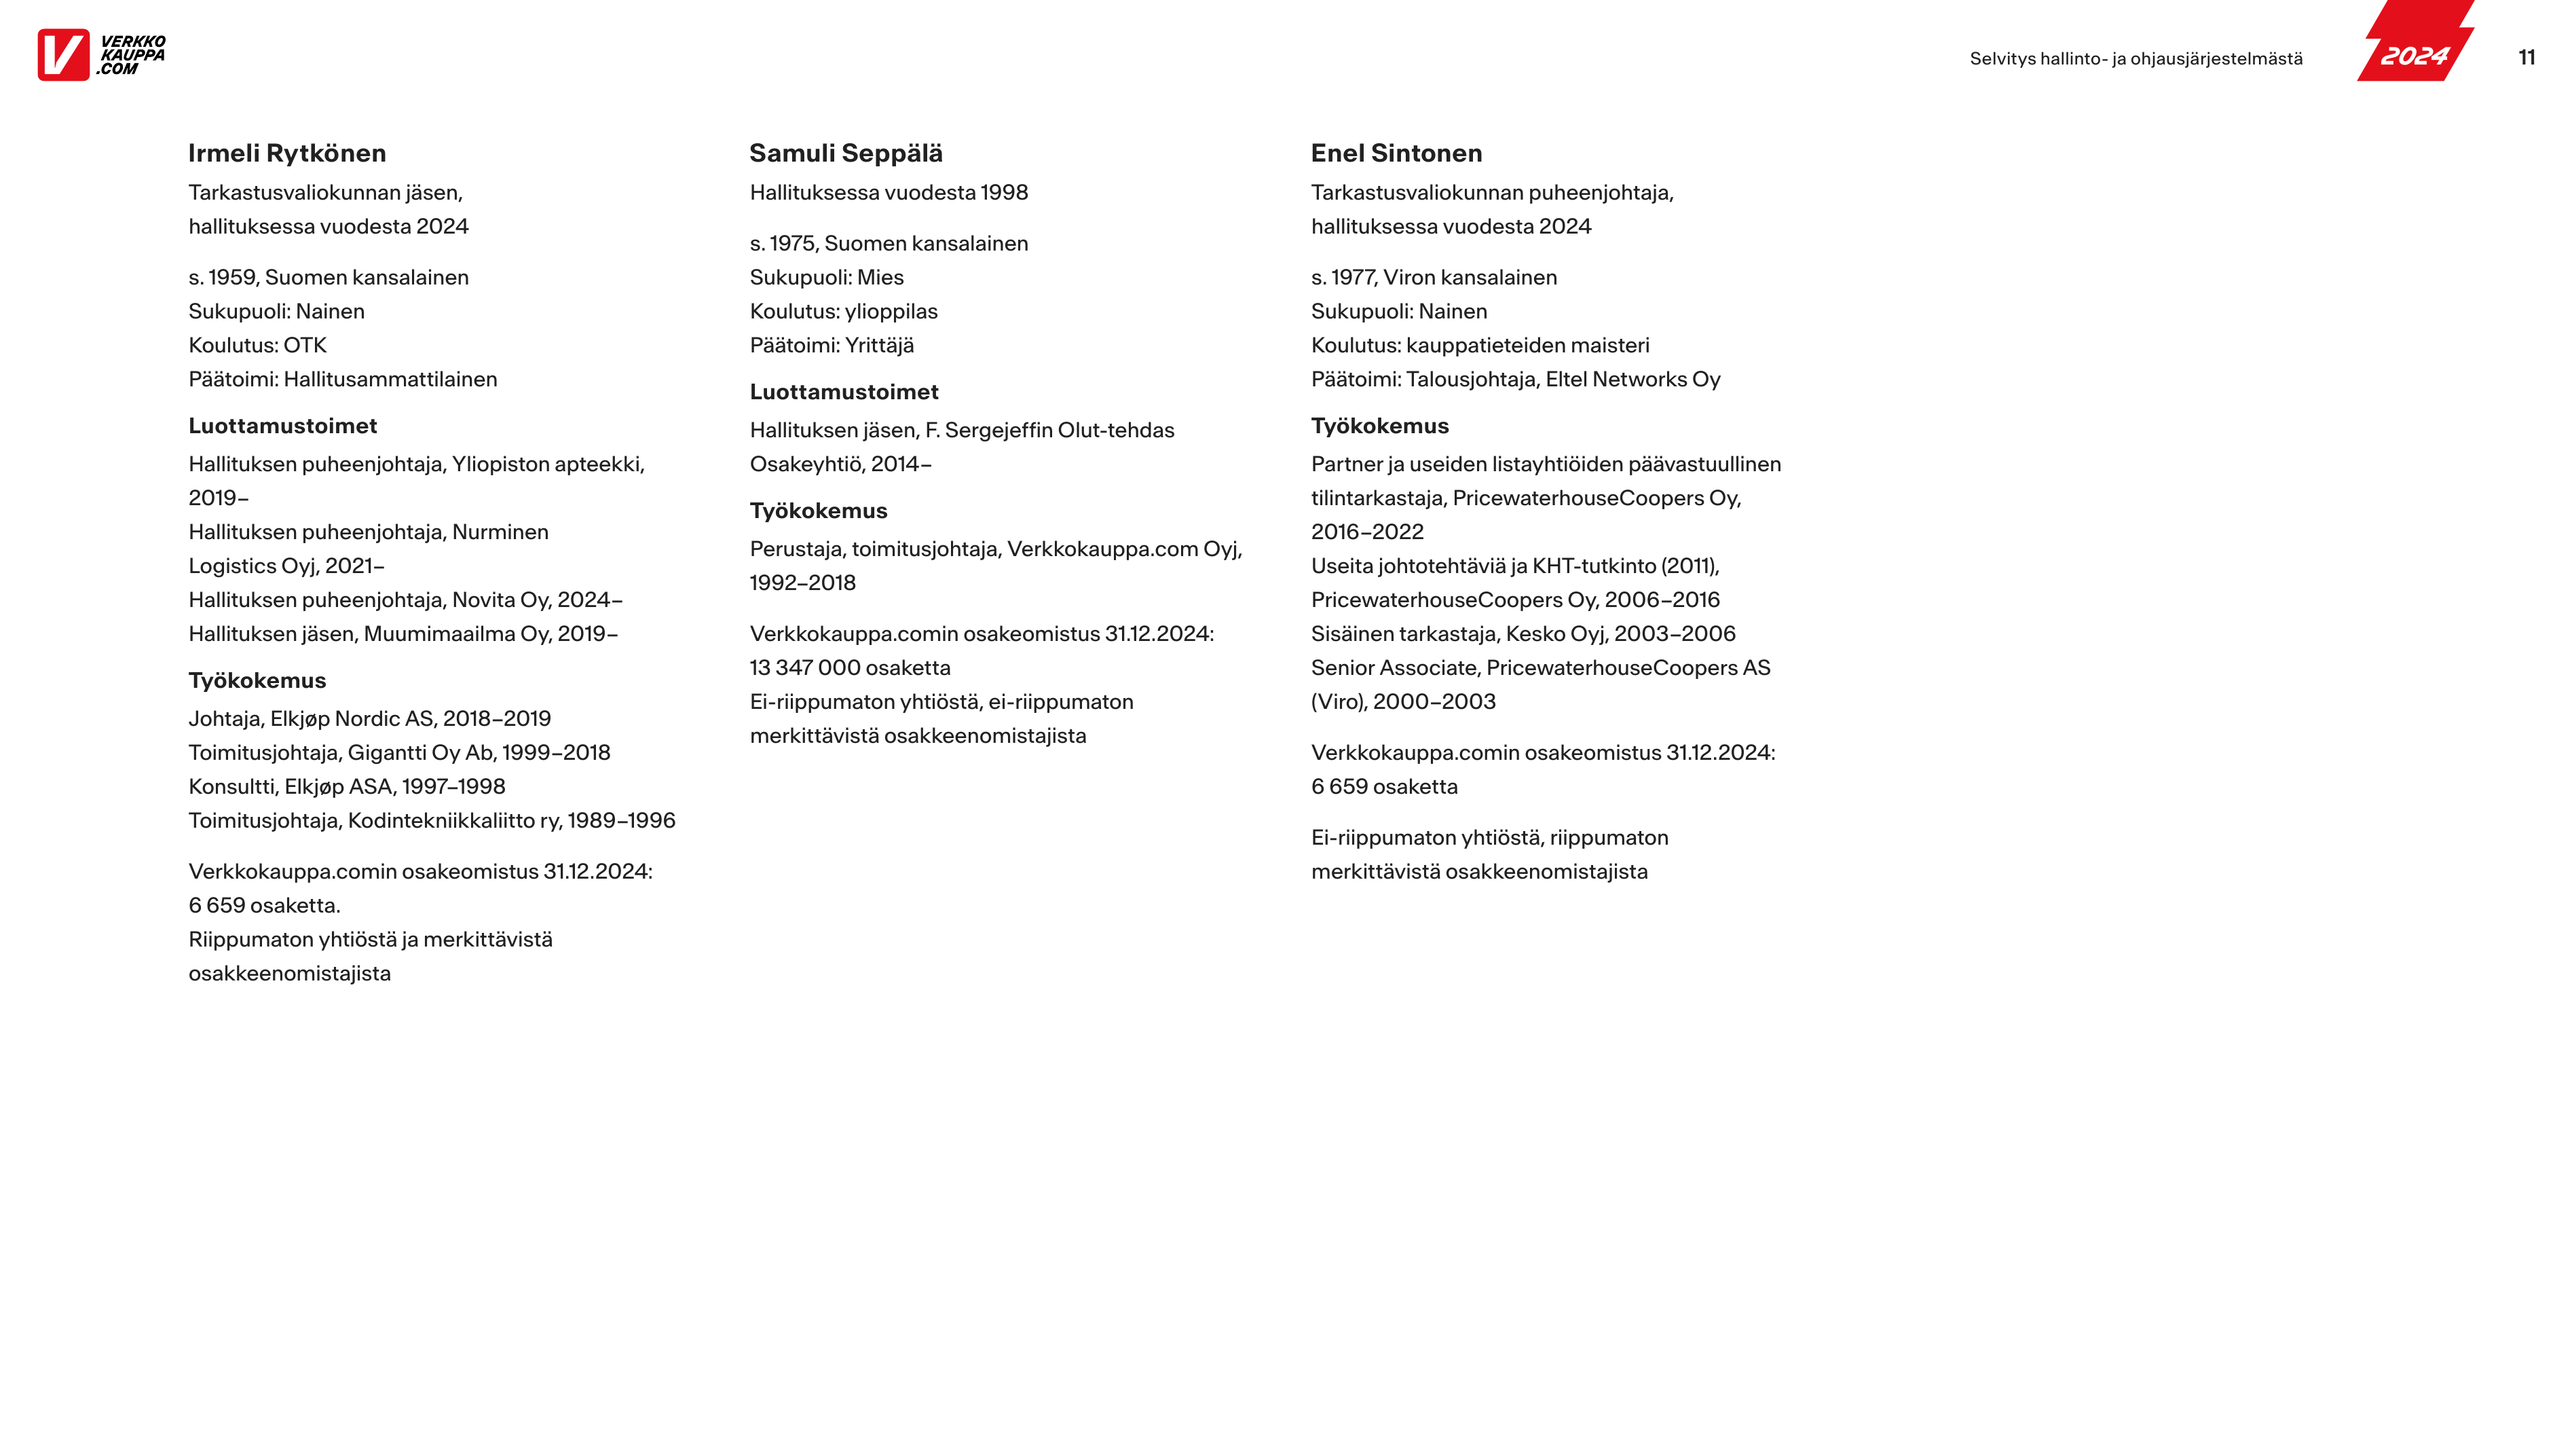 VERKKO
KAUPPA
.COM
Selvitys hallinto- ja ohjausjärjestelmästä
2024
11
Irmeli Rytkönen
Tarkastusvaliokunnan jäsen,
hallituksessa vuodesta 2024
s. 1959, Suomen kansalainen
Sukupuoli: Nainen
Koulutus: OTK
Päätoimi: Hallitusammattilainen
Luottamustoimet
Hallituksen puheenjohtaja, Yliopiston apteekki,
2019–
Hallituksen puheenjohtaja, Nurminen
Logistics Oyj, 2021–
Hallituksen puheenjohtaja, Novita Oy, 2024–
Hallituksen jäsen, Muumimaailma Oy, 2019–
Työkokemus
Johtaja, Elkjøp Nordic AS, 2018–2019
Toimitusjohtaja, Gigantti Oy Ab, 1999–2018
Konsultti, Elkjøp ASA, 1997–1998
Toimitusjohtaja, Kodintekniikkaliitto ry, 1989–1996
Verkkokauppa.comin osakeomistus 31.12.2024:
6 659 osaketta.
Riippumaton yhtiöstä ja merkittävistä
osakkeenomistajista
Samuli Seppälä
Hallituksessa vuodesta 1998
s. 1975, Suomen kansalainen
Sukupuoli: Mies
Koulutus: ylioppilas
Päätoimi: Yrittäjä
Luottamustoimet
Hallituksen jäsen, F. Sergejeffin Olut-tehdas
Osakeyhtiö, 2014–
Työkokemus
Perustaja, toimitusjohtaja, Verkkokauppa.com Oyj,
1992–2018
Verkkokauppa.comin osakeomistus 31.12.2024:
13 347 000 osaketta
Ei-riippumaton yhtiöstä, ei-riippumaton
merkittävistä osakkeenomistajista
Enel Sintonen
Tarkastusvaliokunnan puheenjohtaja,
hallituksessa vuodesta 2024
s. 1977, Viron kansalainen
Sukupuoli: Nainen
Koulutus: kauppatieteiden maisteri
Päätoimi: Talousjohtaja, Eltel Networks Oy
Työkokemus
Partner ja useiden listayhtiöiden päävastuullinen
tilintarkastaja, PricewaterhouseCoopers Oy,
2016–2022
Useita johtotehtäviä ja KHT-tutkinto (2011),
PricewaterhouseCoopers Oy, 2006–2016
Sisäinen tarkastaja, Kesko Oyj, 2003–2006
Senior Associate, PricewaterhouseCoopers AS
(Viro), 2000–2003
Verkkokauppa.comin osakeomistus 31.12.2024:
6 659 osaketta
Ei-riippumaton yhtiöstä, riippumaton
merkittävistä osakkeenomistajista